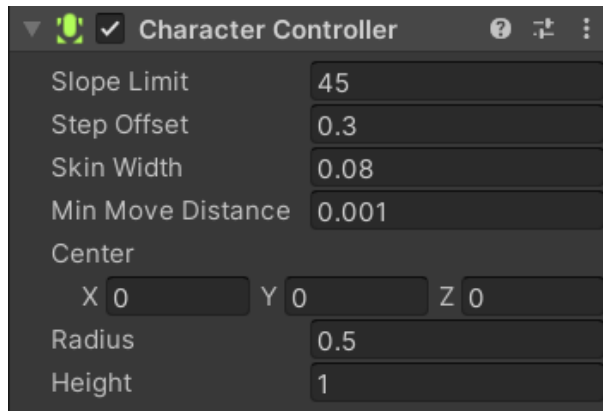 Character Controller
Slope Limit 45
Step Offset 0.3
Skin Width 0.08
Min Move Distance 0.001
Center
X 0 Y 0 Z 0
Radius 0.5
Height 1